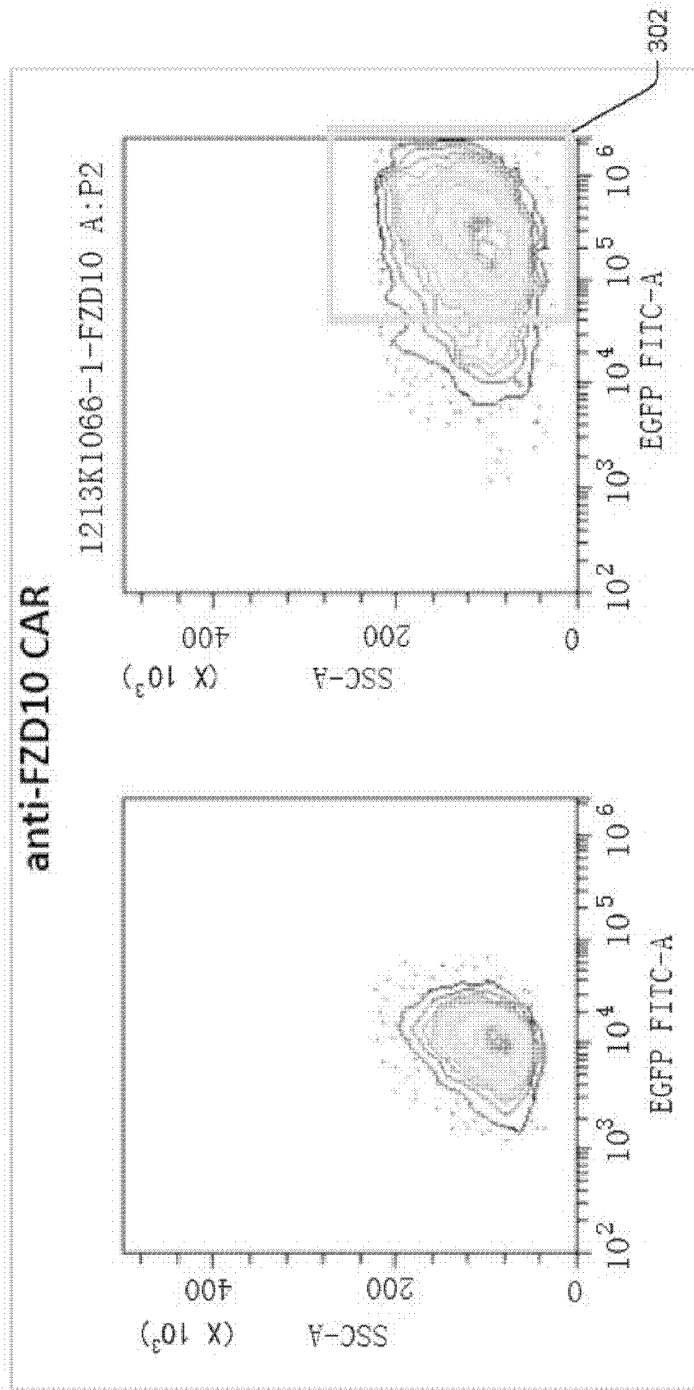 anti-FZD10 CAR
(X 10³)
400
200
0
SSC-A
10² 10³ 10⁴ 10⁵ 10⁶
EGFP FITC-A
1213K1066-1-FZD10 A:P2
(X 10³)
400
200
0
SSC-A
10² 10³ 10⁴ 10⁵ 10⁶
EGFP FITC-A
302